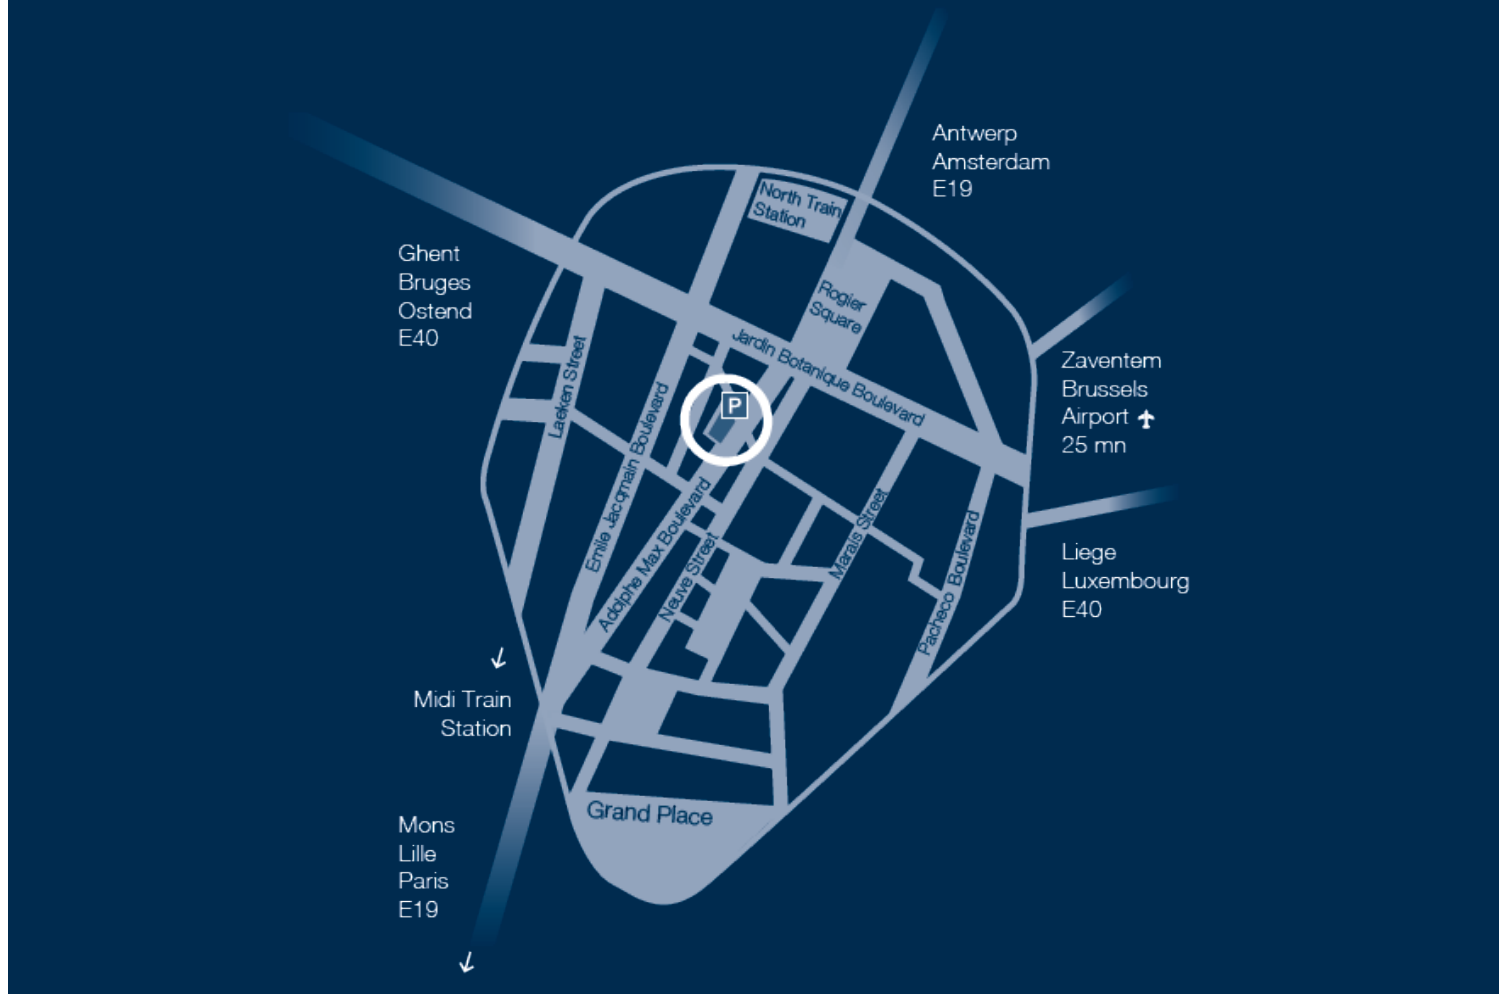 Antwerp
Amsterdam
E19
North Train
Station
Ghent
Bruges
Ostend
E40
Rogier
Square
Jardin Botanique Boulevard
Zaventem
Brussels
Airport
25 mn
P
Laeken Street
Emile Jacqmain Boulevard
Adolphe Max Boulevard
Neuve Street
Marais Street
Pacheco Boulevard
Liege
Luxembourg
E40
Midi Train
Station
Grand Place
Mons
Lille
Paris
E19